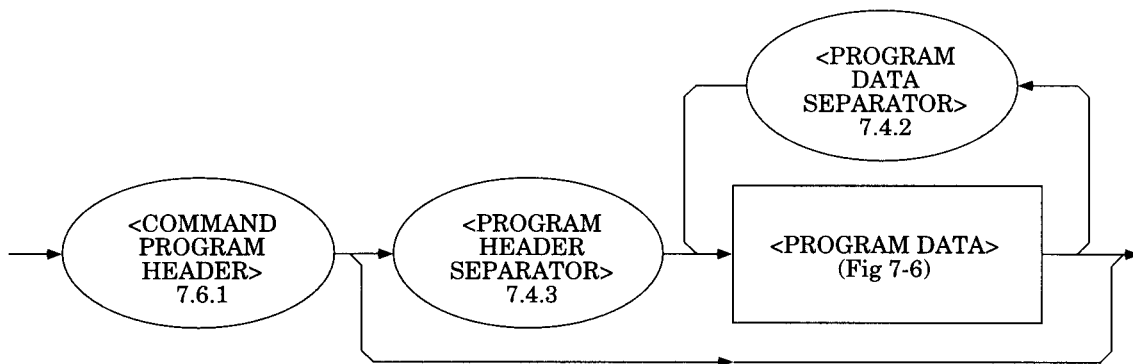 <PROGRAM
DATA
SEPARATOR>
7.4.2
<COMMAND
PROGRAM
HEADER>
7.6.1
<PROGRAM
HEADER
SEPARATOR>
7.4.3
<PROGRAM DATA>
(Fig 7-6)